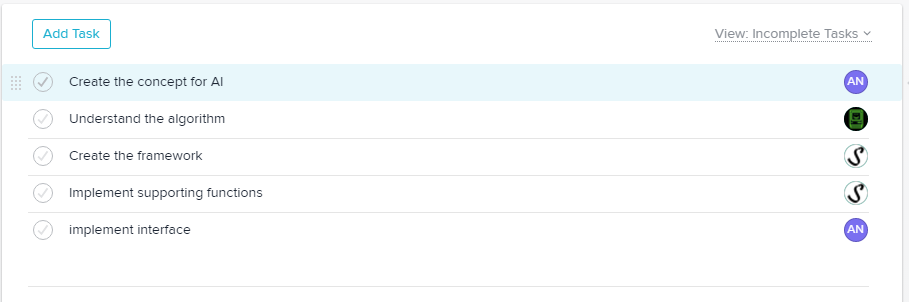 Add Task
View: Incomplete Tasks
Create the concept for AI
AN
Understand the algorithm
Create the framework
S
Implement supporting functions
S
implement interface
AN